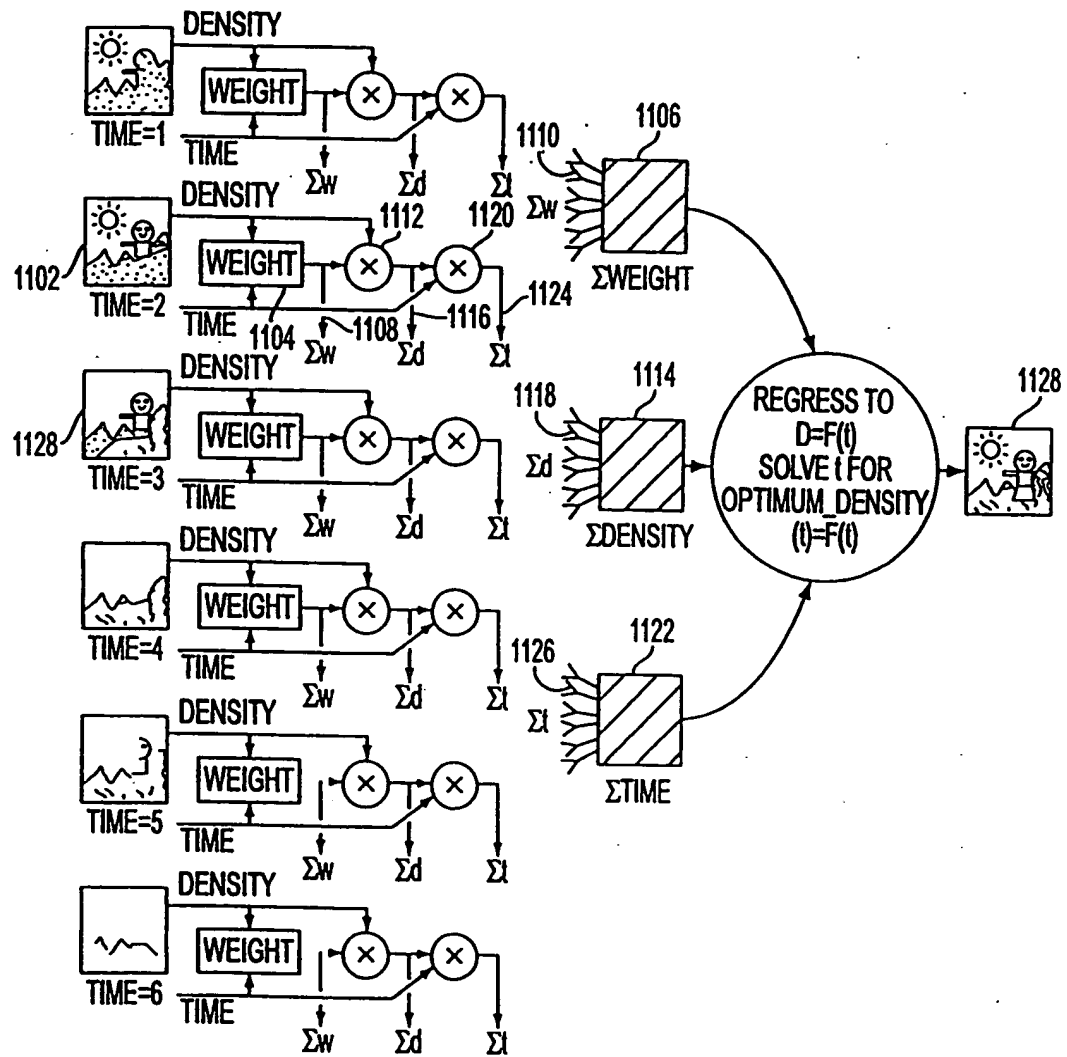 DENSITY
WEIGHT
TIME=1
TIME
Σw
Σd
Σt
DENSITY
1112
1120
1102
WEIGHT
TIME=2
TIME
1104
1108
1116
1124
Σw
Σd
Σt
DENSITY
1128
WEIGHT
TIME=3
TIME
Σw
Σd
Σt
DENSITY
WEIGHT
TIME=4
TIME
Σw
Σd
Σt
DENSITY
WEIGHT
TIME=5
TIME
Σw
Σd
Σt
DENSITY
WEIGHT
TIME=6
TIME
Σw
Σd
Σt
1106
1110
Σw
ΣWEIGHT
1114
1118
Σd
ΣDENSITY
1122
1126
Σt
ΣTIME
REGRESS TO
D=F(t)
SOLVE t FOR
OPTIMUM_DENSITY
(t)=F(t)
1128